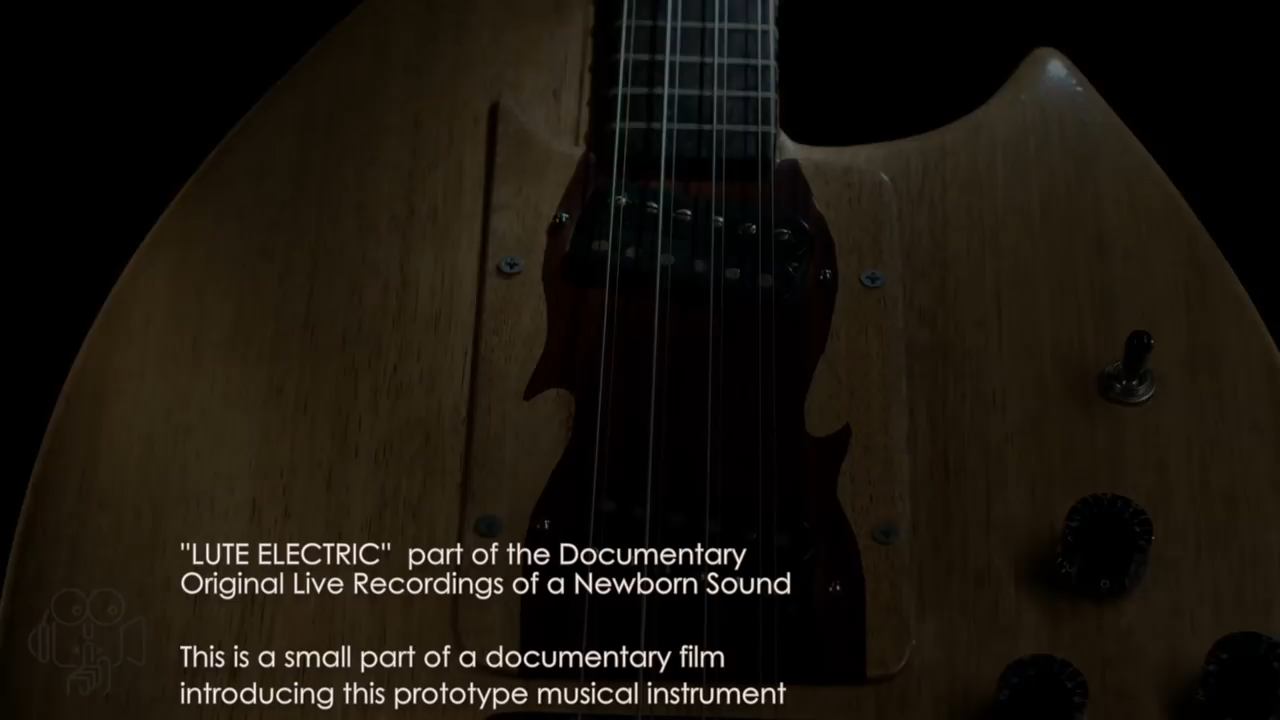 "LUTE ELECTRIC"  part of the Documentary
Original Live Recordings of a Newborn Sound
This is a small part of a documentary film
introducing this prototype musical instrument